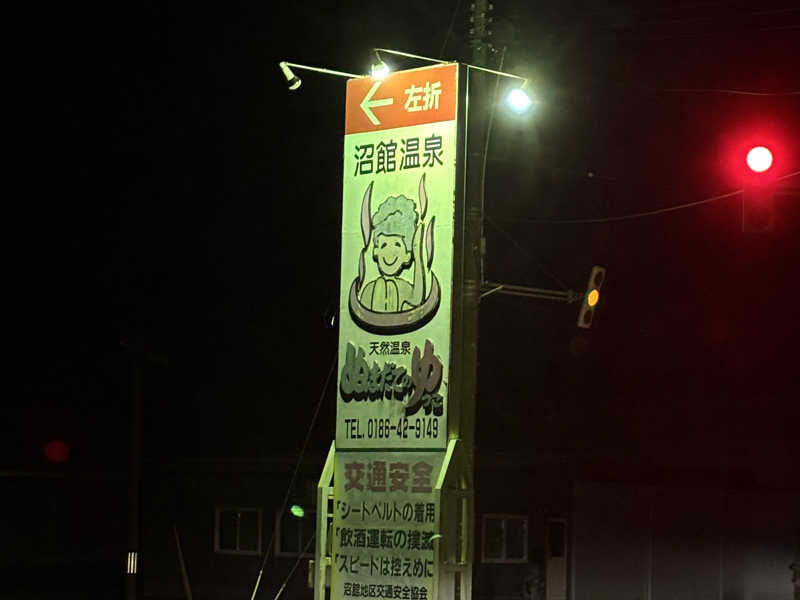 ← 左折
沼館温泉
天然温泉
ぬまだての
ゆっこ
TEL. 0186-42-9149
交通安全
「シートベルトの着用
「飲酒運転の撲滅
「スピードは控えめに
沼館地区交通安全協会